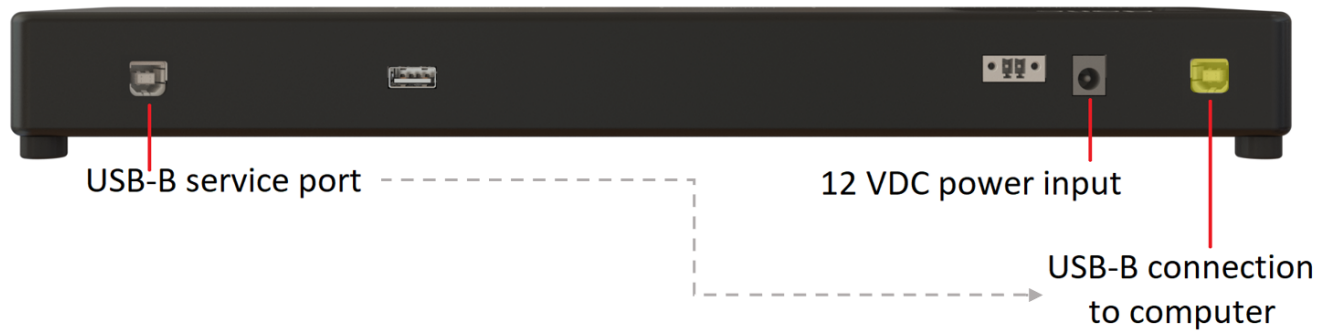 USB-B service port
12 VDC power input
USB-B connection
to computer